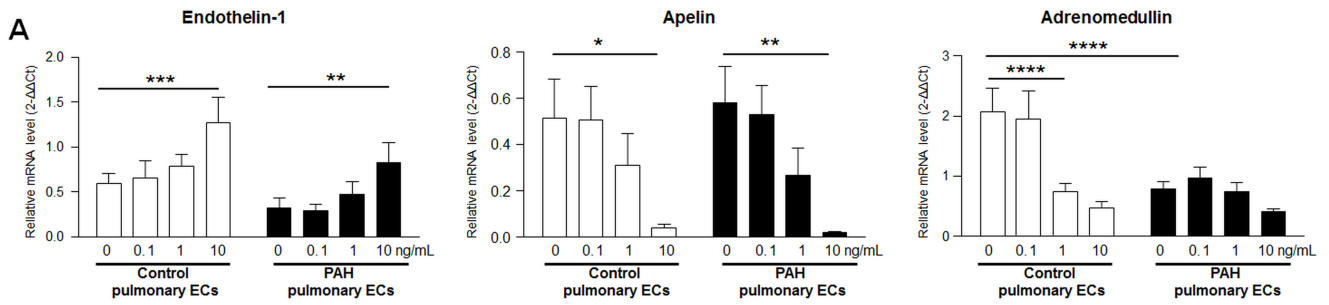 A
Endothelin-1
Rellative mRNA level (2-ΔΔCt)
2.0
1.5
1.0
0.5
0.0
***
**
0 0.1 1 10 0 0.1 1 10 ng/mL
Control
pulmonary ECs
PAH
pulmonary ECs
Apelin
Rellative mRNA level (2-ΔΔCt)
0.8
0.6
0.4
0.2
0.0
*
**
0 0.1 1 10 0 0.1 1 10 ng/mL
Control
pulmonary ECs
PAH
pulmonary ECs
Adrenomedullin
Rellative mRNA level (2-ΔΔCt)
3
2
1
0
****
****
0 0.1 1 10 0 0.1 1 10 ng/mL
Control
pulmonary ECs
PAH
pulmonary ECs